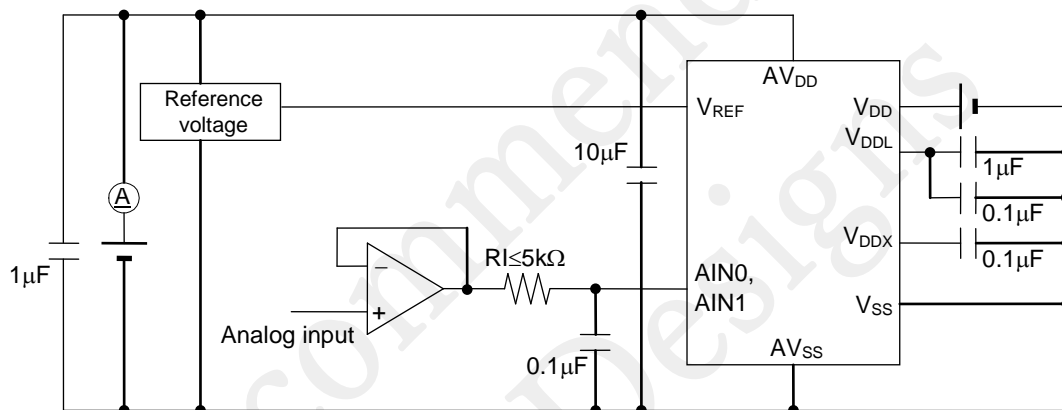 AVDD
Reference
voltage
VREF
VDD
VDDL
10μF
1μF
A
0.1μF
VDDX
0.1μF
1μF
RI≤5kΩ
−
AIN0,
AIN1
+
VSS
Analog input
0.1μF
AVSS